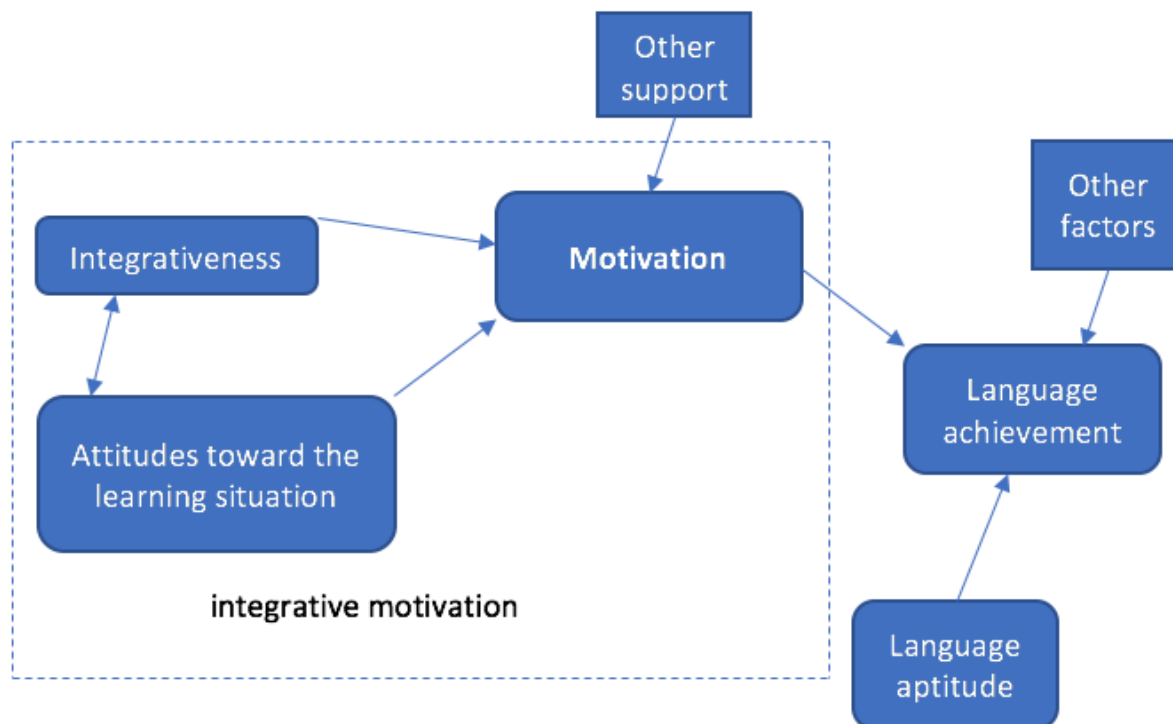 Other
support
Other
factors
Integrativeness
Motivation
Language
achievement
Attitudes toward the
learning situation
integrative motivation
Language
aptitude